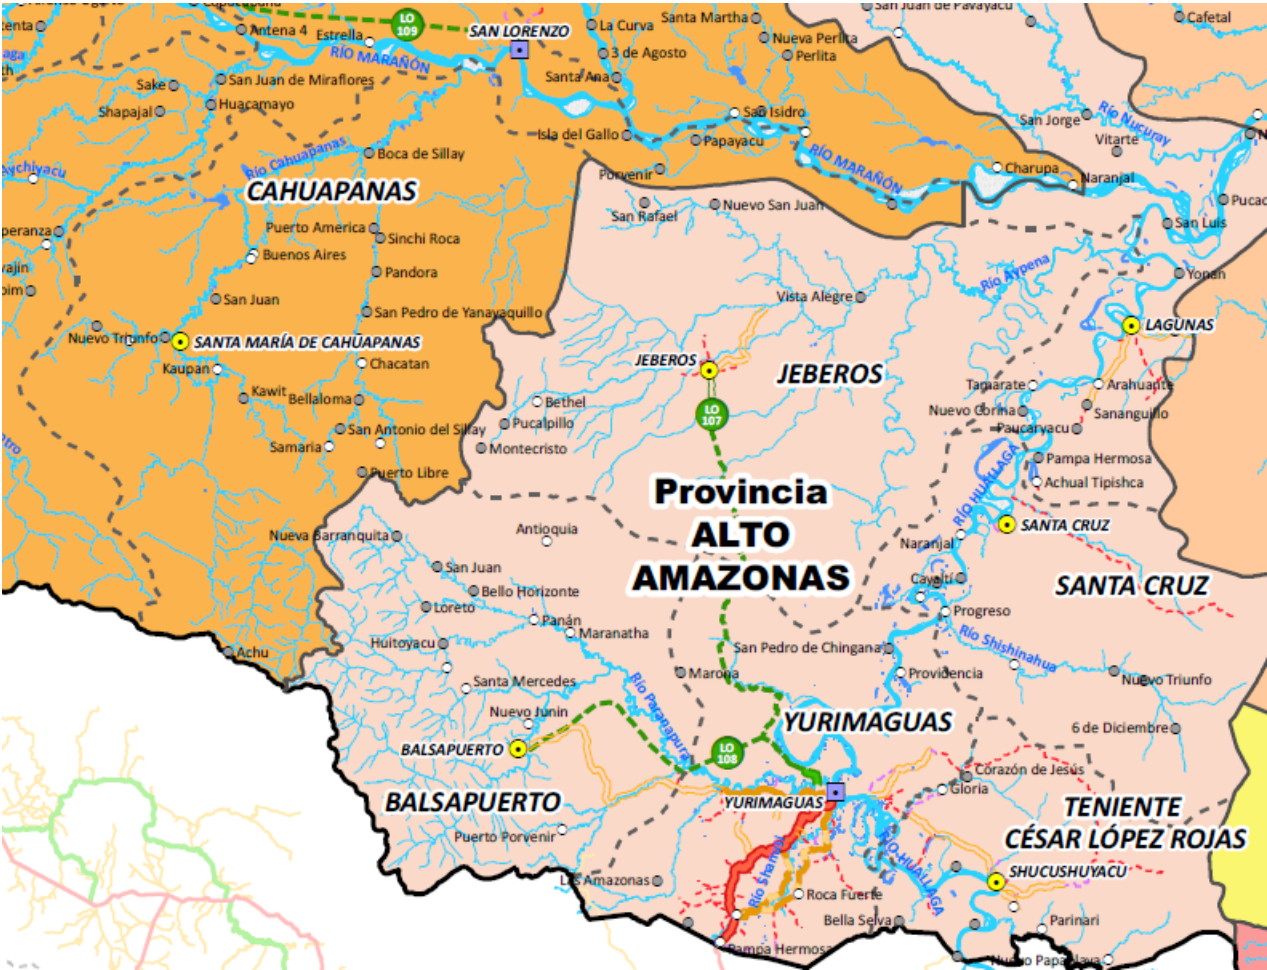 San Juan de Pavayacu
Cafetal
Santa Martha
La Curva
Antena 4
Estrella
LO
109
SAN LORENZO
Nueva Perlita
3 de Agosto
Perlita
RÍO MARAÑÓN
Santa Ana
San Juan de Miraflores
Sake
Huacamayo
Shapajal
San Isidro
San Jorge
Río Nucuray
Vitarte
Isla del Gallo
Papayacu
Río Cahuapanas
Boca de Sillay
RÍO MARAÑÓN
Aychiyacu
Porvenir
Charupa
Naranjal
CAHUAPANAS
San Rafael
Nuevo San Juan
San Luis
Puerto America
Sinchi Roca
Buenos Aires
Pandora
Río Aypena
Yonan
San Juan
Vista Alegre
San Pedro de Yanayaquillo
LAGUNAS
Nuevo Triunfo
SANTA MARÍA DE CAHUAPANAS
Kaupan
Chacatan
JEBEROS
JEBEROS
Tamarate
Arahuante
Kawit
Bellaloma
Bethel
LO
107
Nuevo Corina
Sananguillo
Pucalpillo
Paucaryacu
San Antonio del Sillay
Samaria
Montecristo
Pampa Hermosa
Puerto Libre
Achual Tipishca
RÍO HUALLAGA
Provincia
ALTO
AMAZONAS
Nueva Barranquita
Antioquia
SANTA CRUZ
Naranjal
San Juan
Cayaltí
SANTA CRUZ
Bello Horizonte
Loreto
Progreso
Panán
Maranatha
Huitoyacu
Río Shishinahua
San Pedro de Chingana
Achu
Marona
Providencia
Nuevo Triunfo
Santa Mercedes
Río Paranapura
Nuevo Junin
YURIMAGUAS
6 de Diciembre
BALSAPUERTO
LO
108
Corazón de Jesús
Gloria
BALSAPUERTO
YURIMAGUAS
TENIENTE
CÉSAR LÓPEZ ROJAS
Puerto Porvenir
RÍO HUALLAGA
SHUCUSHUYACU
Las Amazonas
Roca Fuerte
Bella Selva
Parinari
Pampa Hermosa